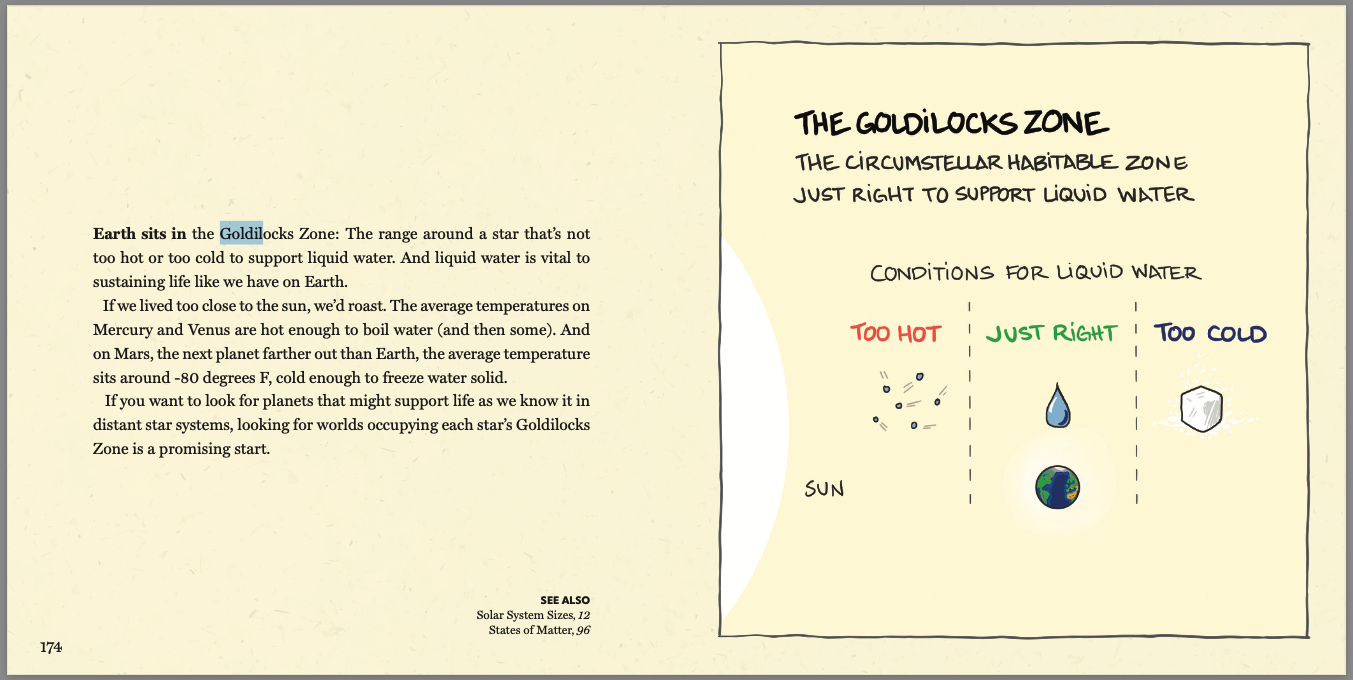 Earth sits in the Goldilocks Zone: The range around a star that's not
too hot or too cold to support liquid water. And liquid water is vital to
sustaining life like we have on Earth.
If we lived too close to the sun, we'd roast. The average temperatures on
Mercury and Venus are hot enough to boil water (and then some). And
on Mars, the next planet farther out than Earth, the average temperature
sits around -80 degrees F, cold enough to freeze water solid.
If you want to look for planets that might support life as we know it in
distant star systems, looking for worlds occupying each star's Goldilocks
Zone is a promising start.
SEE ALSO
Solar System Sizes, 12
States of Matter, 96
174
THE GOLDILOCKS ZONE
THE CIRCUMSTELLAR HABITABLE ZONE
JUST RIGHT TO SUPPORT LIQUID WATER
CONDITIONS FOR LIQUID WATER
TOO HOT JUST RIGHT TOO COLD
SUN